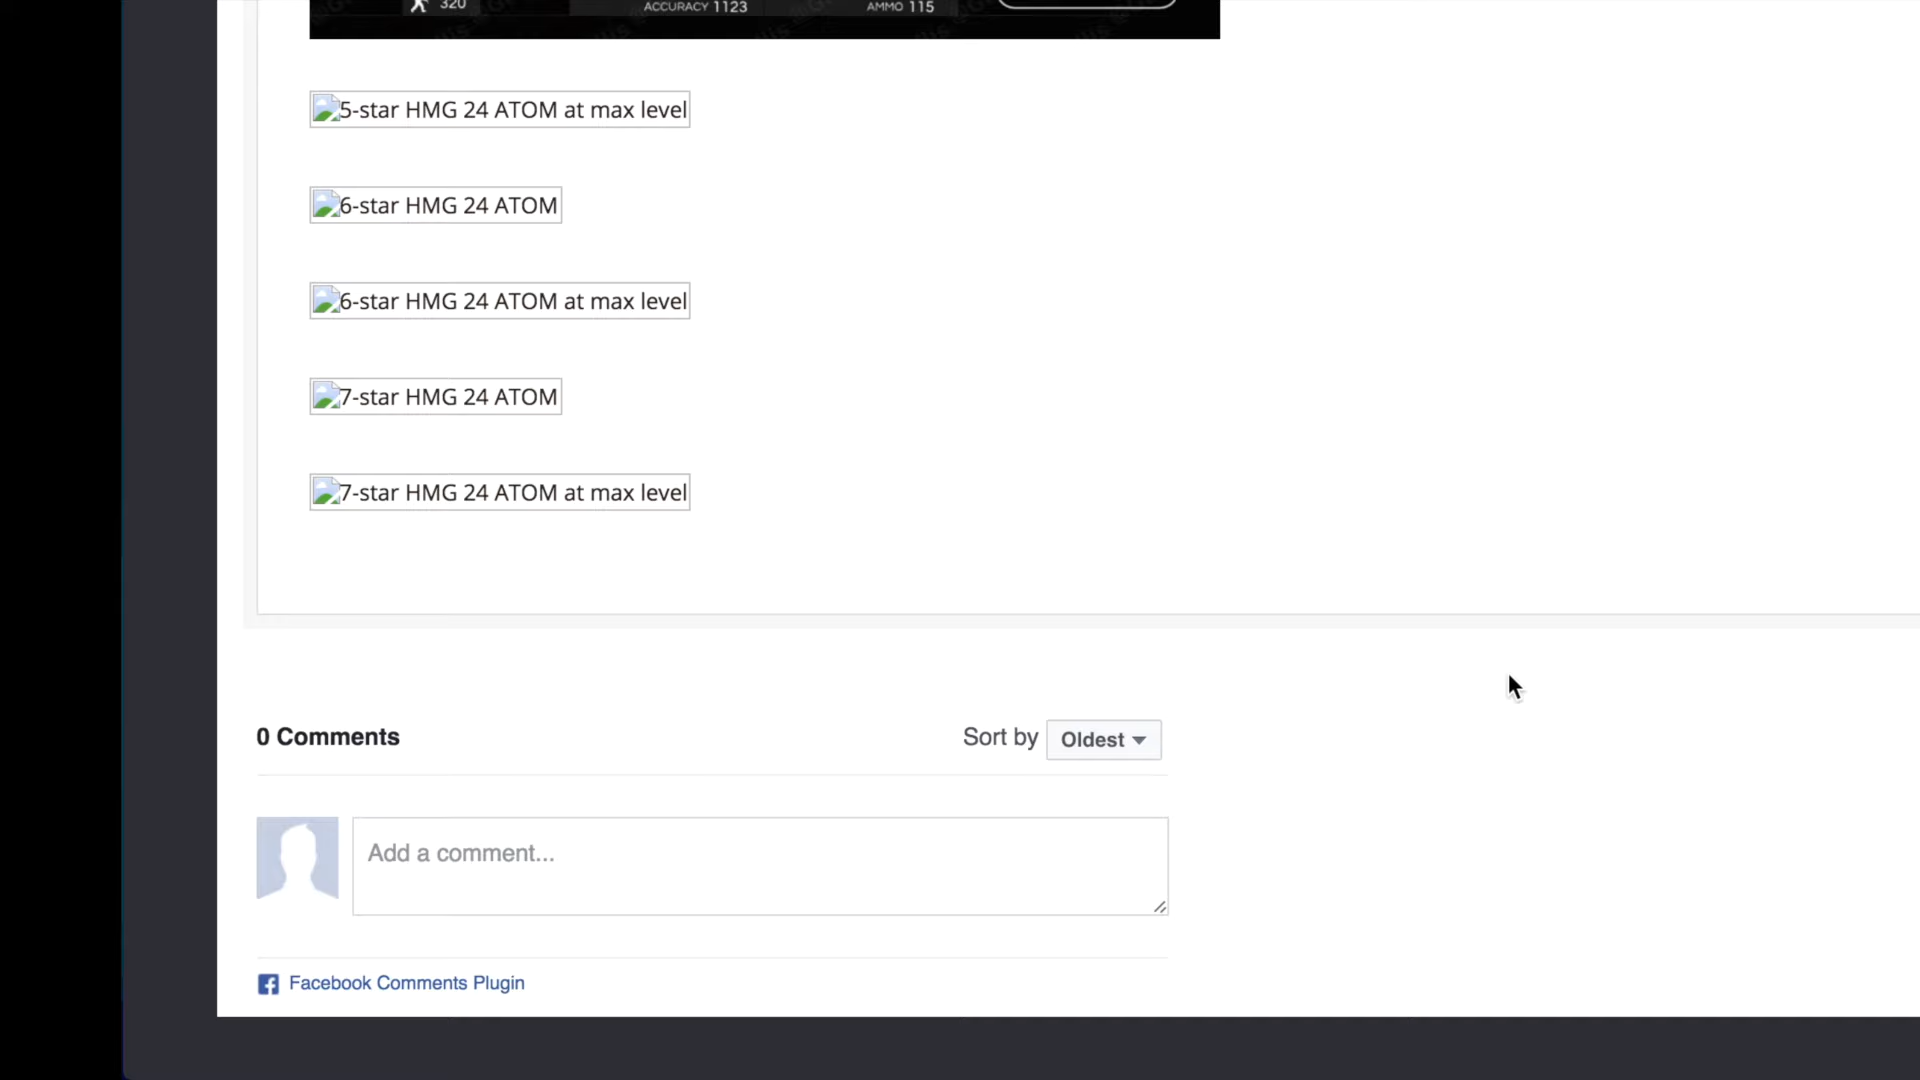 320
ACCURACY 1123
AMMO 115
5-star HMG 24 ATOM at max level
6-star HMG 24 ATOM
6-star HMG 24 ATOM at max level
7-star HMG 24 ATOM
7-star HMG 24 ATOM at max level
0 Comments
Sort by Oldest
Add a comment...
Facebook Comments Plugin